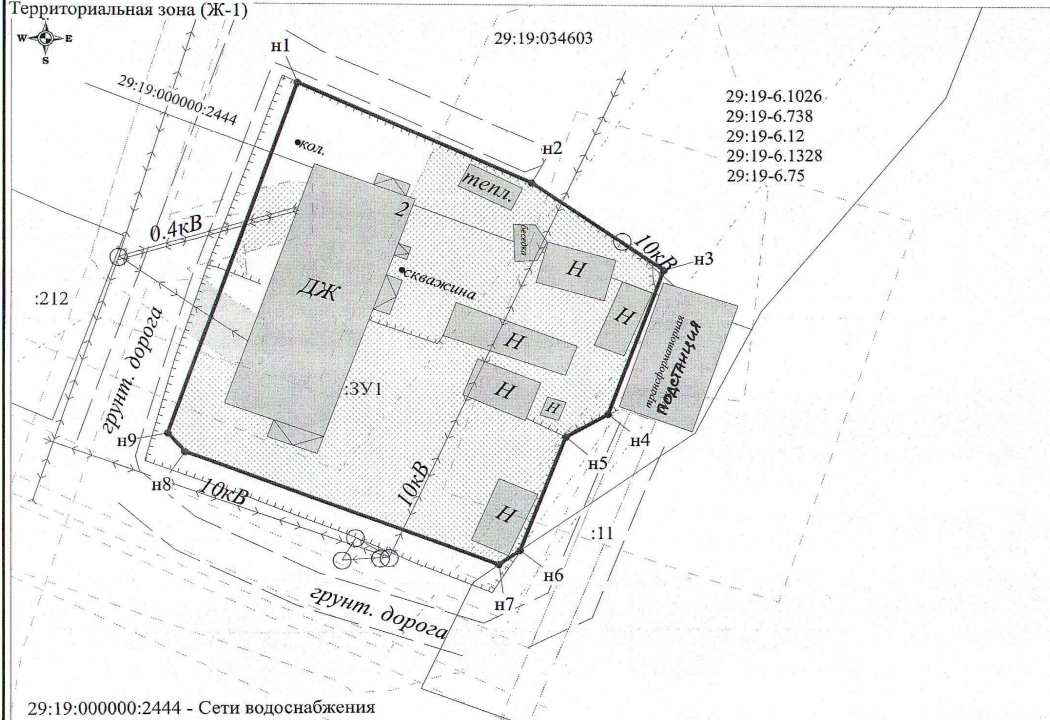 Территориальная зона (Ж-1)
W E
S
н1
29:19:034603
29:19:000000:2444
29:19-6.1026
29:19-6.738
29:19-6.12
29:19-6.1328
29:19-6.75
кол.
н2
тепл.
2
0.4кВ
беседка
10кВ
н3
Н
скважина
ДЖ
:212
Н
Н
трансформаторная
ПОДСТАНЦИЯ
грунт. дорога
Н
:ЗУ1
Н
н4
н9
н5
н8
10кВ
10кВ
Н
:11
н6
н7
грунт. дорога
29:19:000000:2444 - Сети водоснабжения